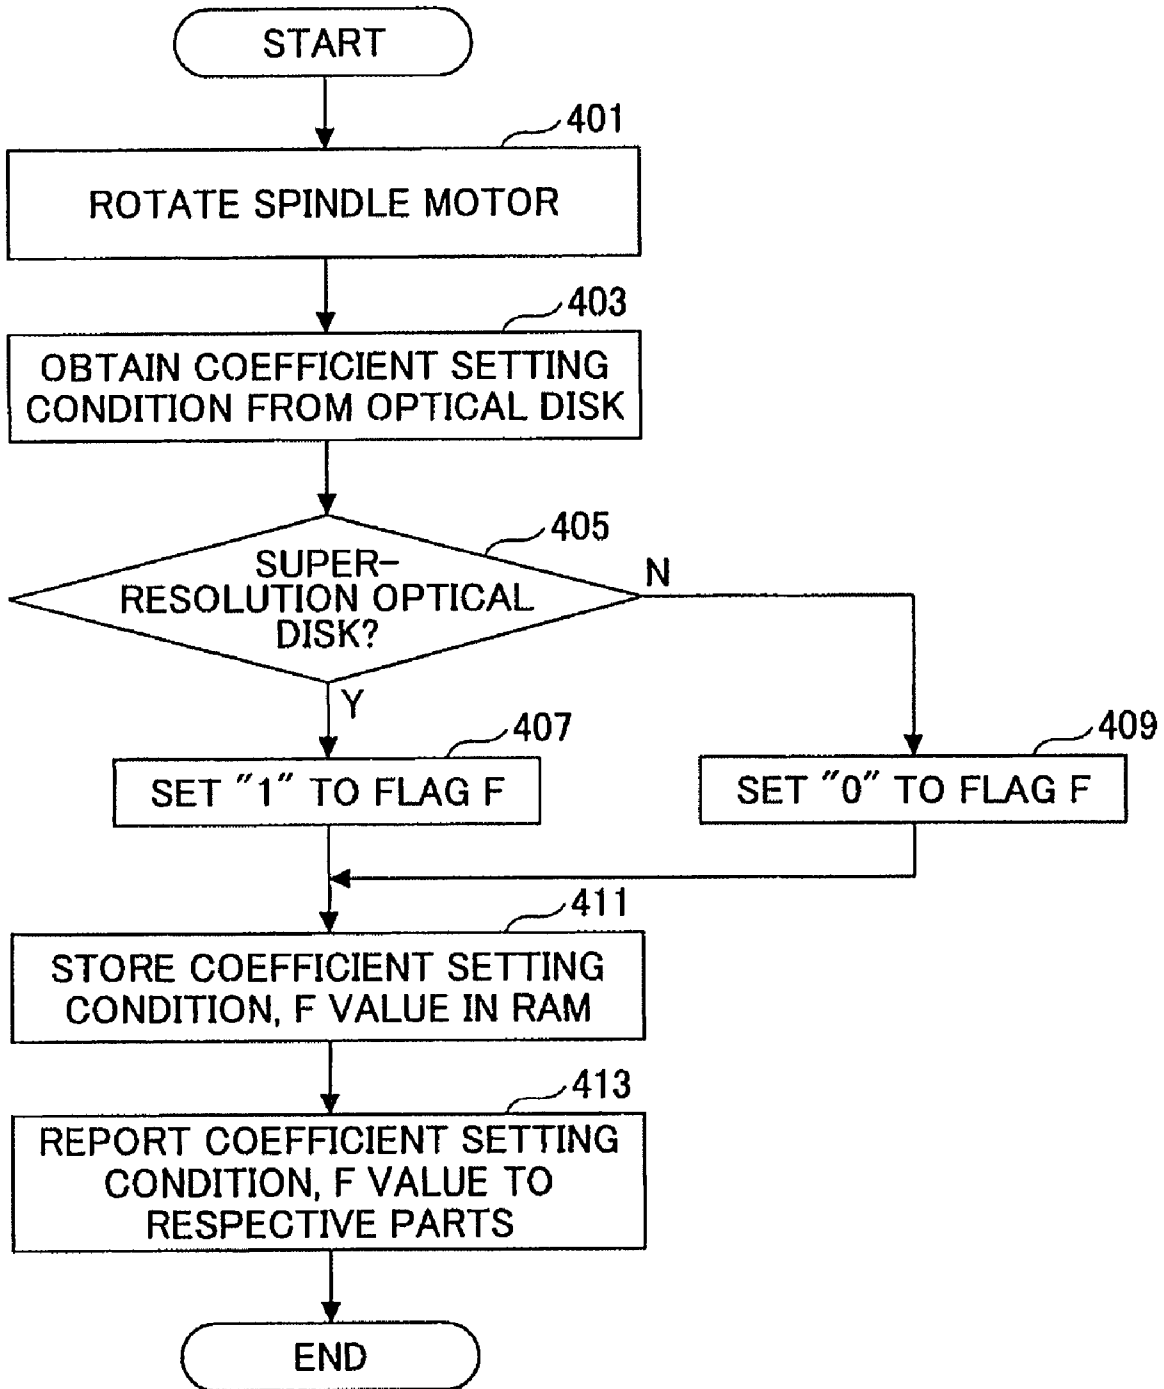 START
401
ROTATE SPINDLE MOTOR
403
OBTAIN COEFFICIENT SETTING
CONDITION FROM OPTICAL DISK
405
SUPER-
RESOLUTION OPTICAL
DISK?
N
Y
407
SET "1" TO FLAG F
409
SET "0" TO FLAG F
411
STORE COEFFICIENT SETTING
CONDITION, F VALUE IN RAM
413
REPORT COEFFICIENT SETTING
CONDITION, F VALUE TO
RESPECTIVE PARTS
END